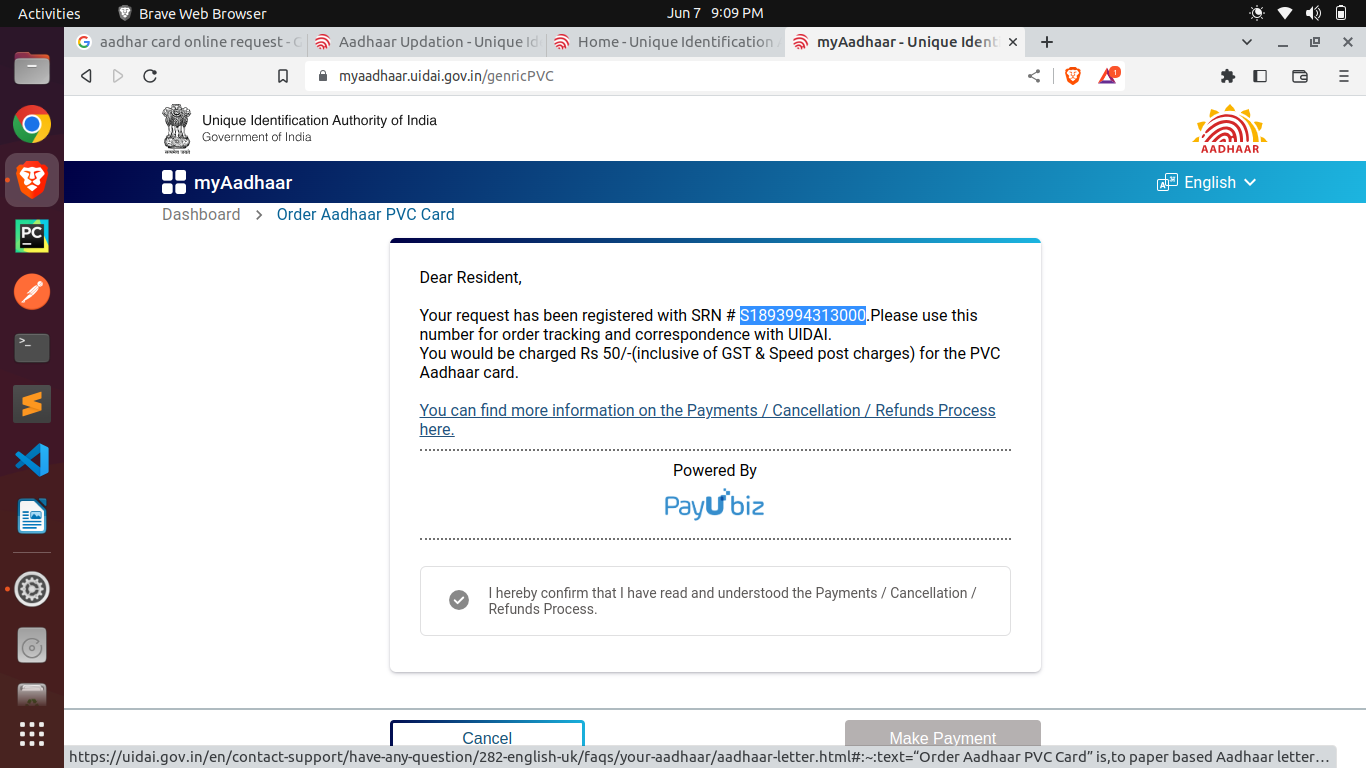 Activities Brave Web Browser Jun 7 9:09 PM
aadhar card online request - Aadhaar Updation - Unique Id Home - Unique Identification myAadhaar - Unique Ident
myaadhaar.uidai.gov.in/genricPVC 1
Unique Identification Authority of India
Government of India
AADHAAR
myAadhaar English
Dashboard > Order Aadhaar PVC Card
Dear Resident,
Your request has been registered with SRN # S1893994313000.Please use this
number for order tracking and correspondence with UIDAI.
You would be charged Rs 50/-(inclusive of GST & Speed post charges) for the PVC
Aadhaar card.
You can find more information on the Payments / Cancellation / Refunds Process
here.
Powered By
PayUbiz
I hereby confirm that I have read and understood the Payments / Cancellation /
Refunds Process.
Cancel Make Payment
https://uidai.gov.in/en/contact-support/have-any-question/282-english-uk/faqs/your-aadhaar/aadhaar-letter.html#:~:text=“Order Aadhaar PVC Card” is,to paper based Aadhaar letter…